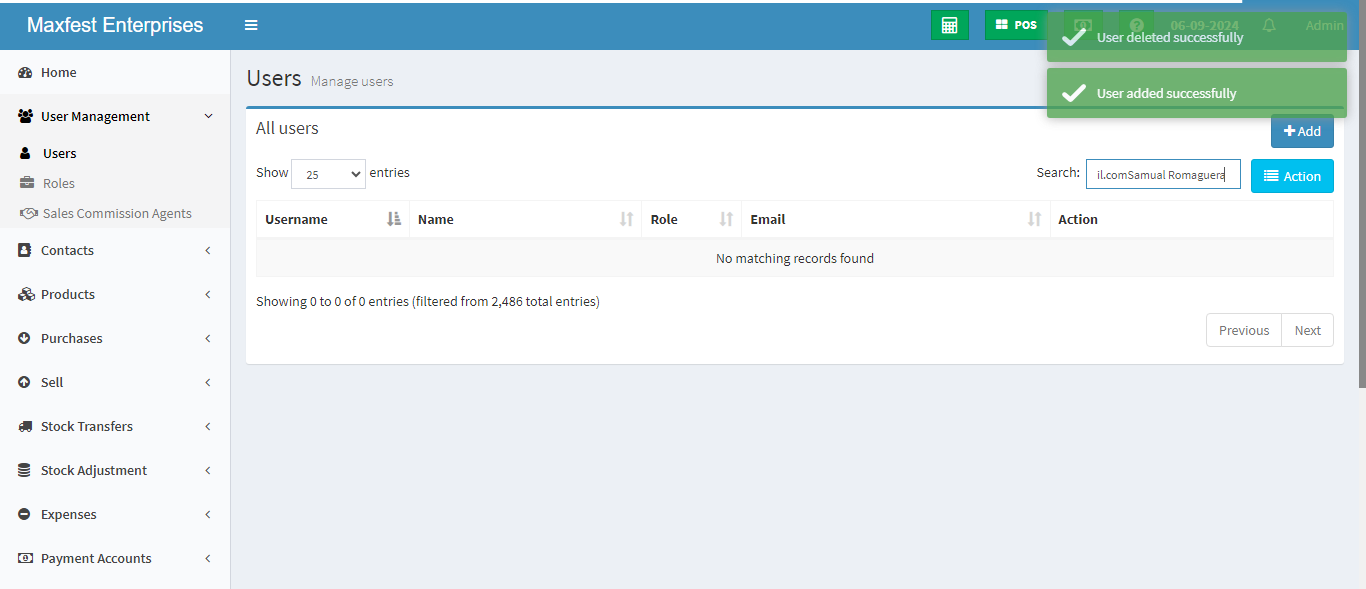 Maxfest Enterprises
POS
06-09-2024
Admin
User deleted successfully
User added successfully
Home
User Management
Users
Roles
Sales Commission Agents
Contacts
Products
Purchases
Sell
Stock Transfers
Stock Adjustment
Expenses
Payment Accounts
Users Manage users
All users
Add
Show 25 entries
Search: il.comSamual Romaguera
Action
Username Name Role Email Action
No matching records found
Showing 0 to 0 of 0 entries (filtered from 2,486 total entries)
Previous Next